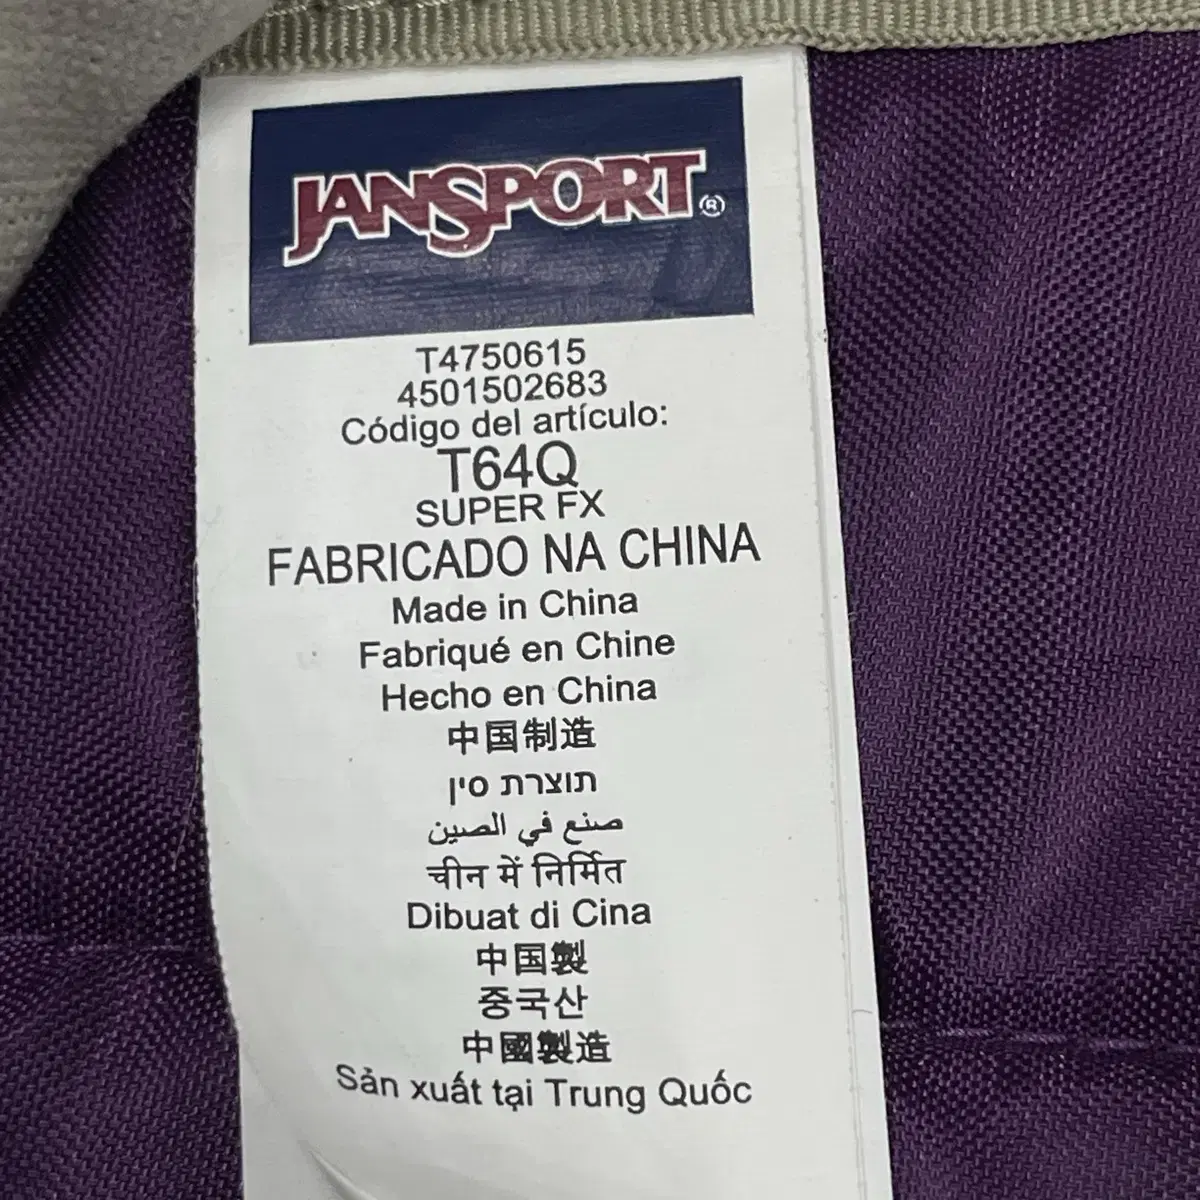 JANSPORT®
T4750615
4501502683
Código del artículo:
T64Q
SUPER FX
FABRICADO NA CHINA
Made in China
Fabriqué en Chine
Hecho en China
中国制造
תוצרת סין
صنع في الصين
चीन में निर्मित
Dibuat di Cina
中国製
중국산
中國製造
Sản xuất tại Trung Quốc